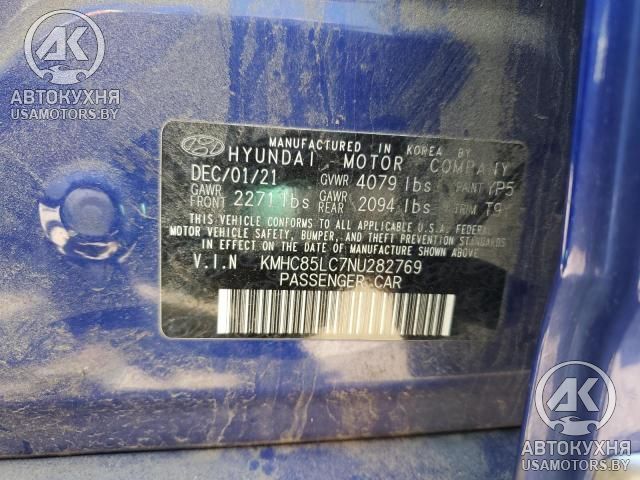 АК
АВТОКУХНЯ
USAMOTORS.BY
MANUFACTURED IN KOREA BY
HYUNDAI MOTOR COMPANY
DEC/01/21 GVWR 4079 lbs PAINT YP5
GAWR FRONT 2271 lbs GAWR REAR 2094 lbs TRIM T9
THIS VEHICLE CONFORMS TO ALL APPLICABLE U.S.A. FEDERAL
MOTOR VEHICLE SAFETY, BUMPER, AND THEFT PREVENTION STANDARDS
IN EFFECT ON THE DATE OF MANUFACTURE SHOWN ABOVE
V.I.N KMHC85LC7NU282769
PASSENGER CAR
АК
АВТОКУХНЯ
USAMOTORS.BY